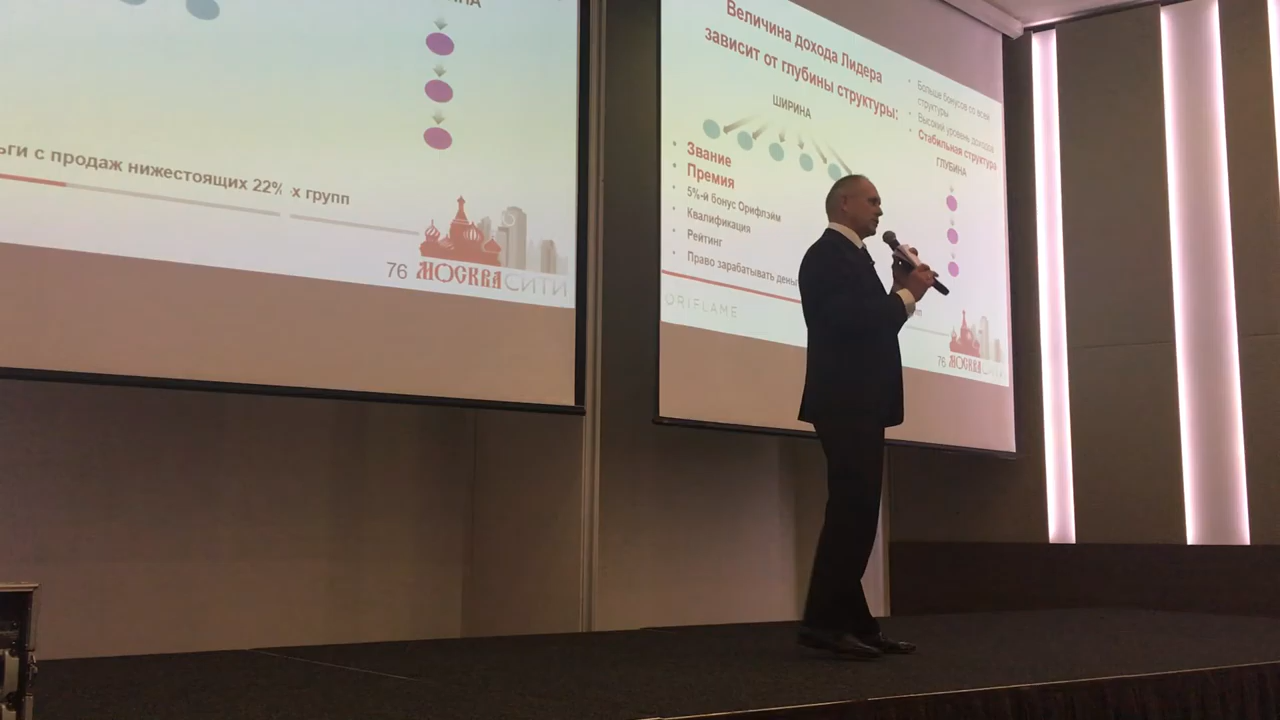 ьги с продаж нижестоящих 22% х групп
76 МОСКВА СИТИ
Величина дохода Лидера
зависит от глубины структуры:
ШИРИНА
• Звание
• Премия
• 5%-й бонус Орифлэйм
• Квалификация
• Рейтинг
• Право зарабатывать день
• Больше бонусов со всей
структуры
• Высокий уровень доходов
• Стабильная структура
ГЛУБИНА
ORIFLAME
76 МОСКВА СИТИ